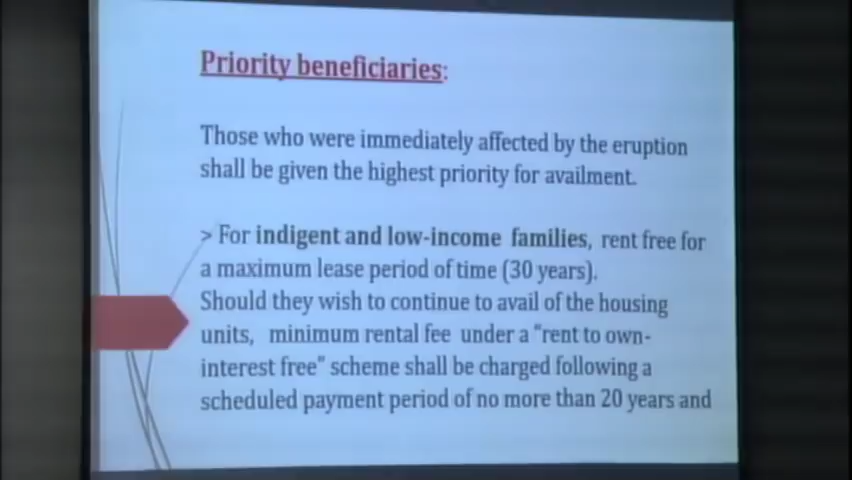 Priority beneficiaries:
Those who were immediately affected by the eruption
shall be given the highest priority for availment.
> For indigent and low-income families, rent free for
a maximum lease period of time (30 years).
Should they wish to continue to avail of the housing
units, minimum rental fee under a "rent to own-
interest free" scheme shall be charged following a
scheduled payment period of no more than 20 years and